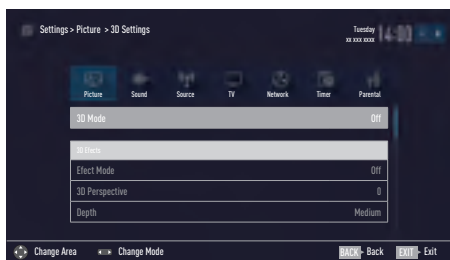 Settings > Picture > 3D Settings
Tuesday
xx xxx xxxx
14:00
Picture Sound Source TV Network Timer Parental
3D Mode Off
3D Efects
Efect Mode Off
3D Perspective 0
Depth Medium
Change Area Change Mode BACK - Back EXIT - Exit